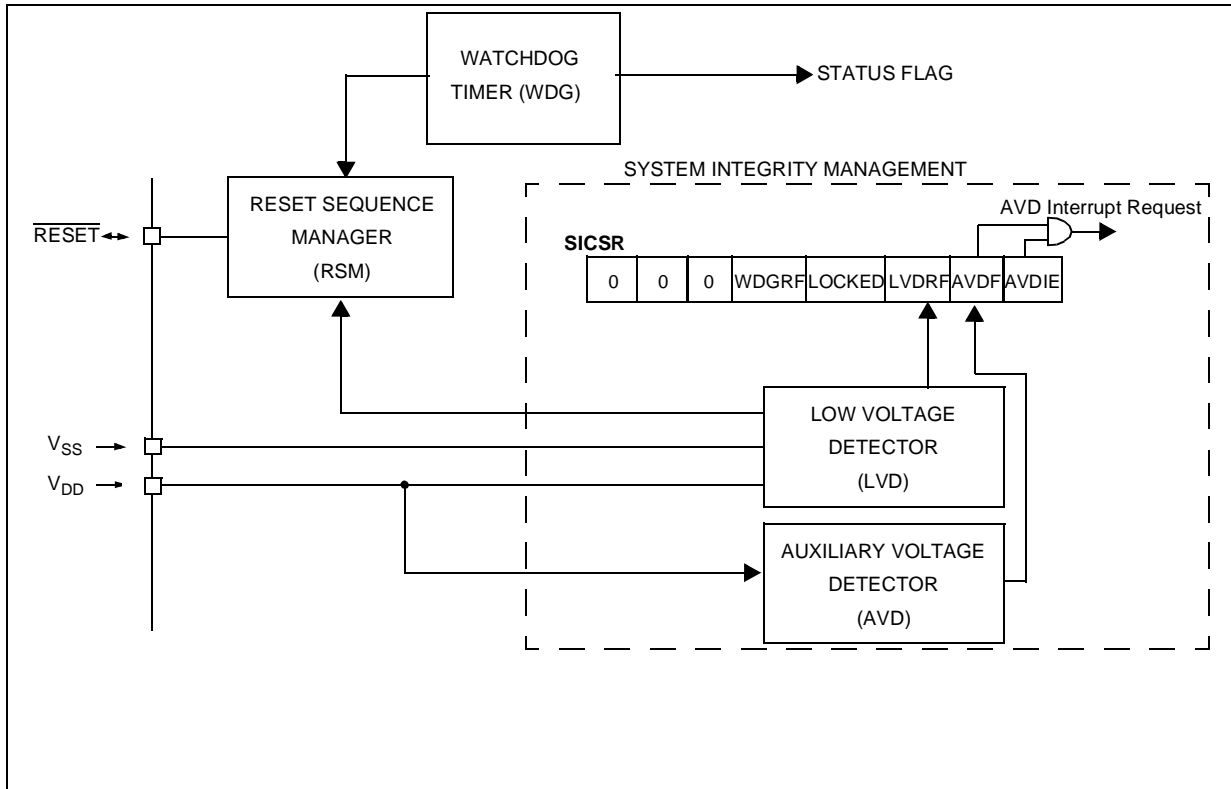 WATCHDOG
TIMER (WDG)
STATUS FLAG
SYSTEM INTEGRITY MANAGEMENT
RESET SEQUENCE
MANAGER
(RSM)
RESET
AVD Interrupt Request
SICSR
0 0 0 WDGRF LOCKED LVDRF AVDF AVDIE
LOW VOLTAGE
DETECTOR
(LVD)
VSS
VDD
AUXILIARY VOLTAGE
DETECTOR
(AVD)